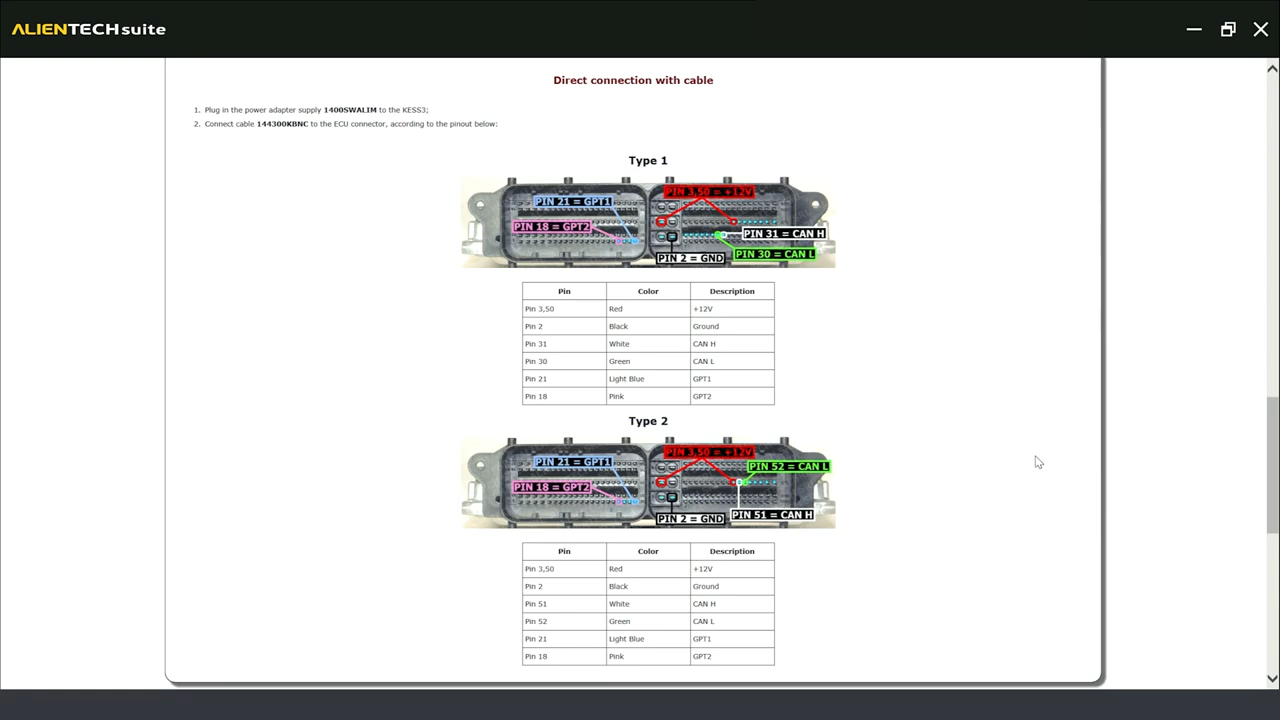 ALIENTECH suite
Direct connection with cable
1. Plug in the power adapter supply 1400SWALIM to the KESS3;
2. Connect cable 144300KBNC to the ECU connector, according to the pinout below:
Type 1
PIN 3,50 = +12V
PIN 21 = GPT1
PIN 18 = GPT2
PIN 31 = CAN H
PIN 30 = CAN L
PIN 2 = GND
Pin Color Description
Pin 3,50 Red +12V
Pin 2 Black Ground
Pin 31 White CAN H
Pin 30 Green CAN L
Pin 21 Light Blue GPT1
Pin 18 Pink GPT2
Type 2
PIN 3,50 = +12V
PIN 21 = GPT1
PIN 52 = CAN L
PIN 18 = GPT2
PIN 2 = GND
PIN 51 = CAN H
Pin Color Description
Pin 3,50 Red +12V
Pin 2 Black Ground
Pin 51 White CAN H
Pin 52 Green CAN L
Pin 21 Light Blue GPT1
Pin 18 Pink GPT2